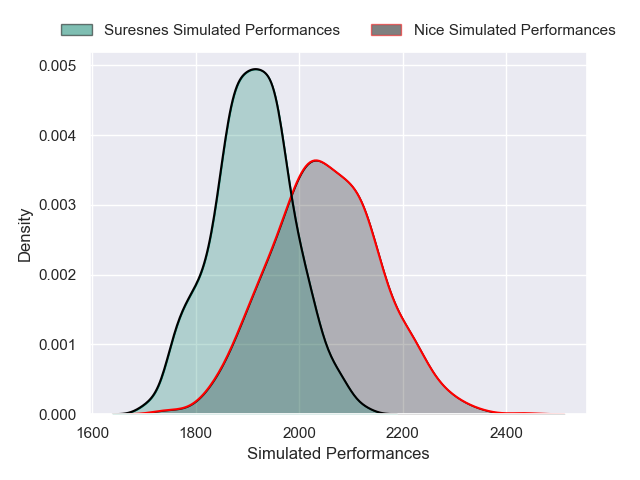 Suresnes Simulated Performances
Nice Simulated Performances
0.005
0.004
0.003
0.002
0.001
0.000
Density
1600
1800
2000
2200
2400
Simulated Performances